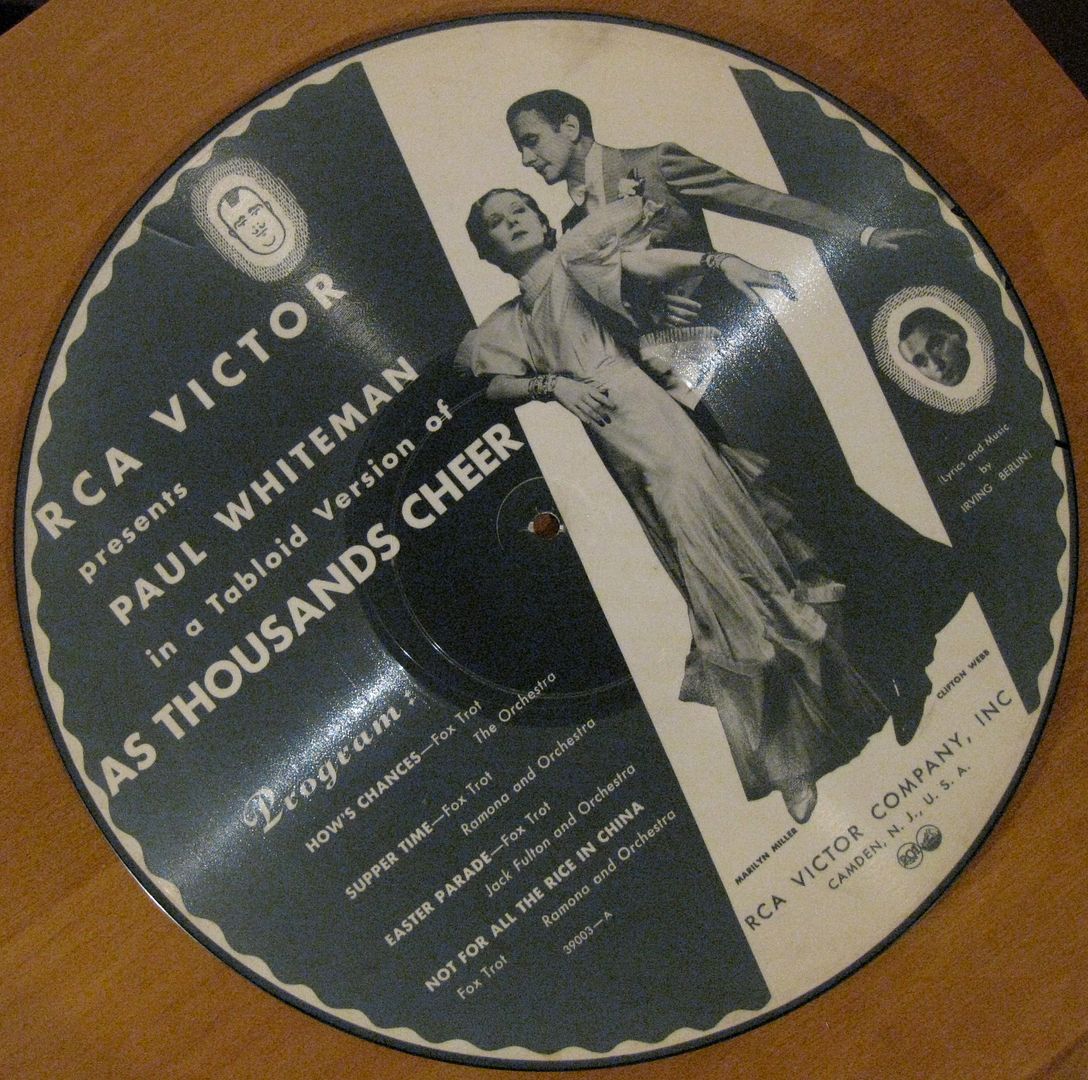 RCA VICTOR
presents
PAUL WHITEMAN
in a Tabloid Version of
AS THOUSANDS CHEER
Program:
HOW'S CHANCES—Fox Trot
The Orchestra
SUPPER TIME—Fox Trot
Ramona and Orchestra
EASTER PARADE—Fox Trot
Jack Fulton and Orchestra
NOT FOR ALL THE RICE IN CHINA
Fox Trot
Ramona and Orchestra
39003—A
(Lyrics and Music
by
IRVING BERLIN)
MARILYN MILLER
CLIFTON WEBB
RCA VICTOR COMPANY, INC
CAMDEN, N. J., U. S. A.
RCA